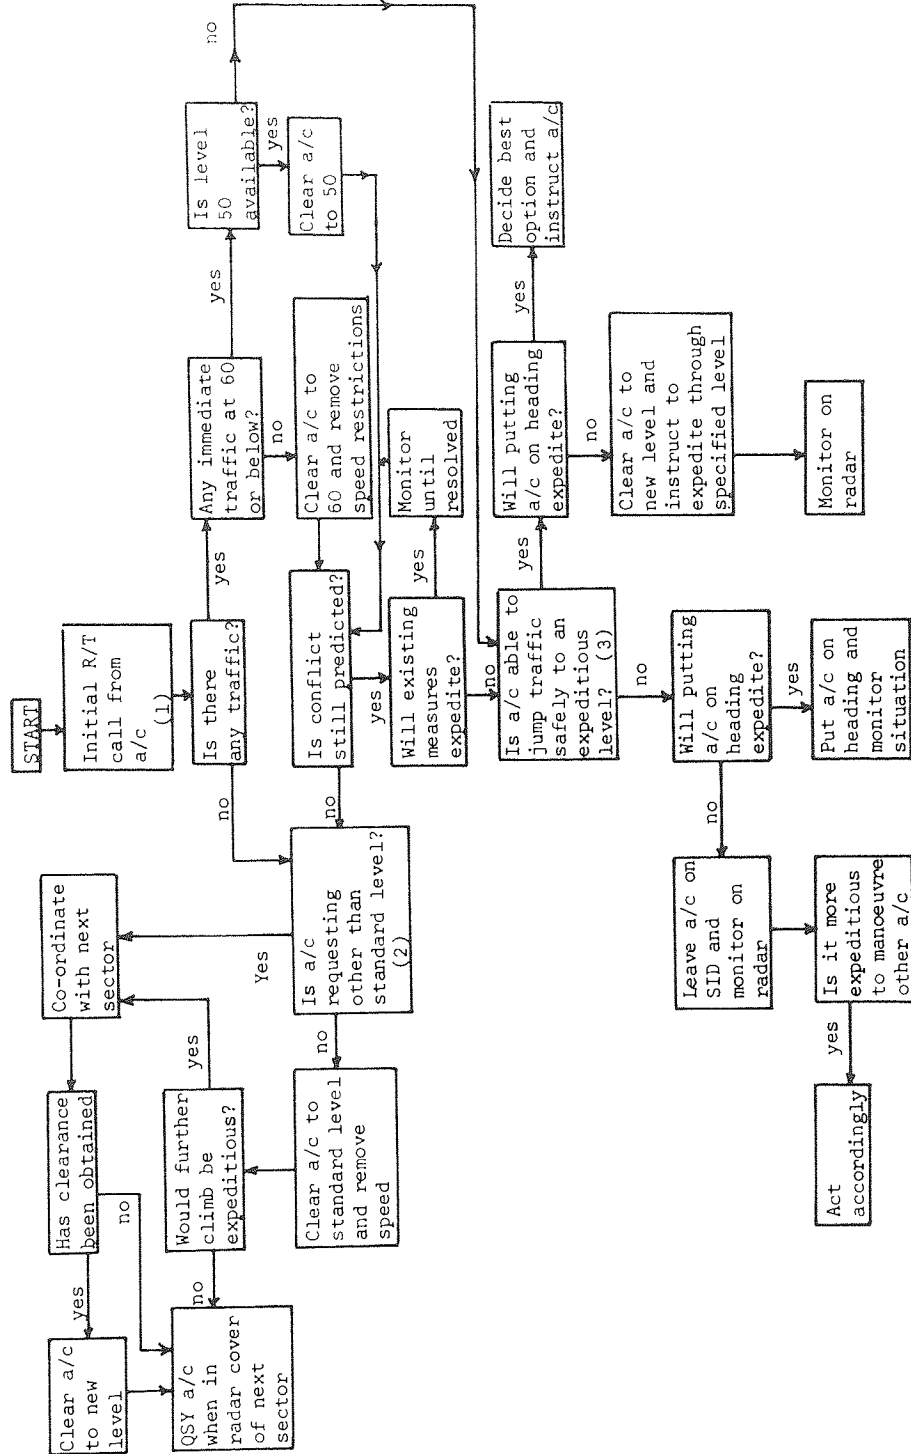 START
Initial R/T
call from
a/c
(1)
Is there
any traffic?
yes
no
Any immediate
traffic at 60
or below?
yes
no
Is level
50
available?
no
yes
Clear a/c
to 50
Clear a/c to
60 and remove
speed restrictions
Is conflict
still predicted?
no
yes
Will existing
measures
expedite?
yes
no
Monitor
until
resolved
Is a/c able to
jump traffic
safely to an
expeditious
level? (3)
yes
no
Will putting
a/c on heading
expedite?
yes
no
Decide best
option and
instruct a/c
Clear a/c to
new level and
instruct to
expedite through
specified level
Monitor on
radar
Will putting
a/c on
heading
expedite?
no
yes
Put a/c on
heading and
monitor
situation
Leave a/c on
SID and
monitor on
radar
Is it more
expeditious
to manoeuvre
other a/c
yes
Act
accordingly
Is a/c
requesting
other than
standard level?
(2)
Yes
no
Co-ordinate
with next
sector
Has clearance
been obtained
yes
no
Clear a/c
to new
level
Clear a/c to
standard level
and remove
speed
Would further
climb be
expeditious?
yes
no
QSY a/c
when in
radar cover
of next
sector